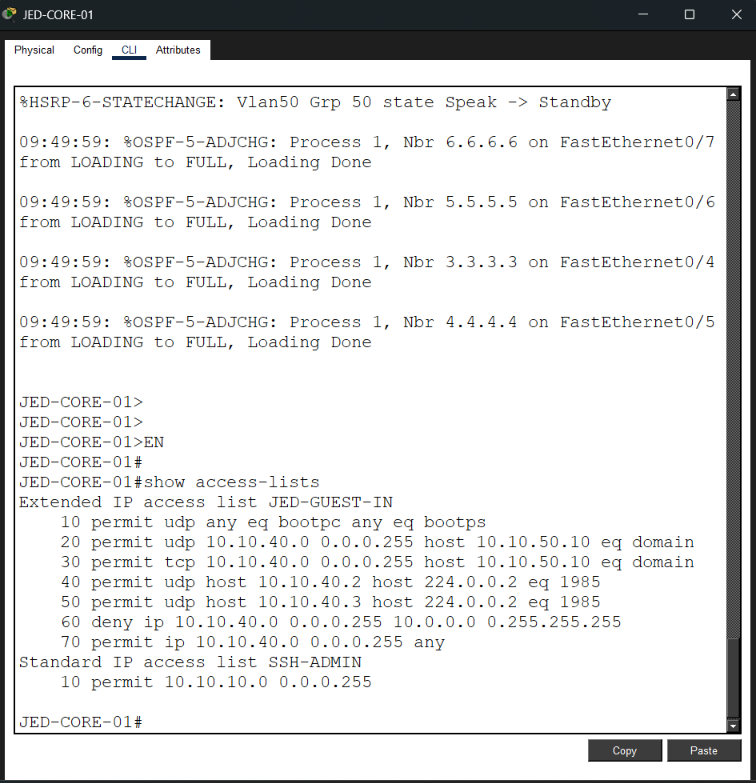 JED-CORE-01
Physical Config CLI Attributes
%HSRP-6-STATECHANGE: Vlan50 Grp 50 state Speak -> Standby
09:49:59: %OSPF-5-ADJCHG: Process 1, Nbr 6.6.6.6 on FastEthernet0/7
from LOADING to FULL, Loading Done
09:49:59: %OSPF-5-ADJCHG: Process 1, Nbr 5.5.5.5 on FastEthernet0/6
from LOADING to FULL, Loading Done
09:49:59: %OSPF-5-ADJCHG: Process 1, Nbr 3.3.3.3 on FastEthernet0/4
from LOADING to FULL, Loading Done
09:49:59: %OSPF-5-ADJCHG: Process 1, Nbr 4.4.4.4 on FastEthernet0/5
from LOADING to FULL, Loading Done
JED-CORE-01>
JED-CORE-01>
JED-CORE-01>EN
JED-CORE-01#
JED-CORE-01#show access-lists
Extended IP access list JED-GUEST-IN
10 permit udp any eq bootpc any eq bootps
20 permit udp 10.10.40.0 0.0.0.255 host 10.10.50.10 eq domain
30 permit tcp 10.10.40.0 0.0.0.255 host 10.10.50.10 eq domain
40 permit udp host 10.10.40.2 host 224.0.0.2 eq 1985
50 permit udp host 10.10.40.3 host 224.0.0.2 eq 1985
60 deny ip 10.10.40.0 0.0.0.255 10.0.0.0 0.255.255.255
70 permit ip 10.10.40.0 0.0.0.255 any
Standard IP access list SSH-ADMIN
10 permit 10.10.10.0 0.0.0.255
JED-CORE-01#
Copy Paste